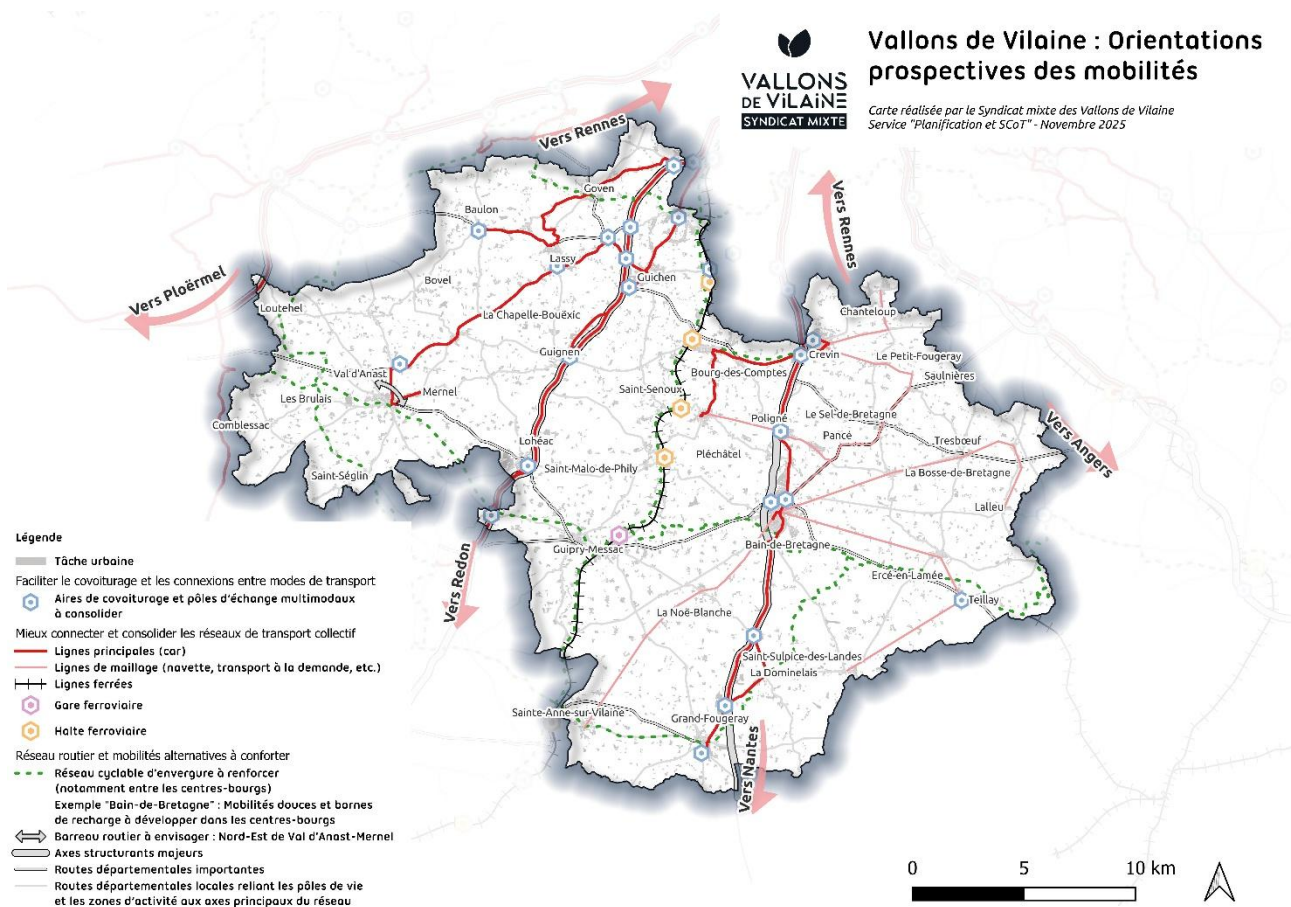 VALLONS
DE VILAINE
SYNDICAT MIXTE
Vallons de Vilaine : Orientations
prospectives des mobilités
Carte réalisée par le Syndicat mixte des Vallons de Vilaine
Service "Planification et SCoT" - Novembre 2025
Vers Rennes
Vers Rennes
Goven
Baulon
Lassy
Bovel
Guichen
Vers Ploërmel
Loutehel
La Chapelle-Bouëxic
Chanteloup
Guignen
Crevin
Le Petit-Fougeray
Val d'Anast
Bourg-des-Comptes
Saulnières
Mernel
Saint-Senoux
Les Brulais
Le Sel-de-Bretagne
Poligné
Comblessac
Pancé
Vers Angers
Lohéac
Tresbœuf
Pléchâtel
Saint-Malo-de-Phily
La Bosse-de-Bretagne
Saint-Séglin
Lalleu
Guipry-Messac
Bain-de-Bretagne
Vers Redon
Ercé-en-Lamée
Teillay
La Noë-Blanche
Saint-Sulpice-des-Landes
La Dominelais
Sainte-Anne-sur-Vilaine
Grand-Fougeray
Vers Nantes
Légende
Tâche urbaine
Faciliter le covoiturage et les connexions entre modes de transport
Aires de covoiturage et pôles d'échange multimodaux
à consolider
Mieux connecter et consolider les réseaux de transport collectif
Lignes principales (car)
Lignes de maillage (navette, transport à la demande, etc.)
Lignes ferrées
Gare ferroviaire
Halte ferroviaire
Réseau routier et mobilités alternatives à conforter
Réseau cyclable d'envergure à renforcer
(notamment entre les centres-bourgs)
Exemple "Bain-de-Bretagne" : Mobilités douces et bornes
de recharge à développer dans les centres-bourgs
Barreau routier à envisager : Nord-Est de Val d'Anast-Mernel
Axes structurants majeurs
Routes départementales importantes
Routes départementales locales reliant les pôles de vie
et les zones d'activité aux axes principaux du réseau
0 5 10 km